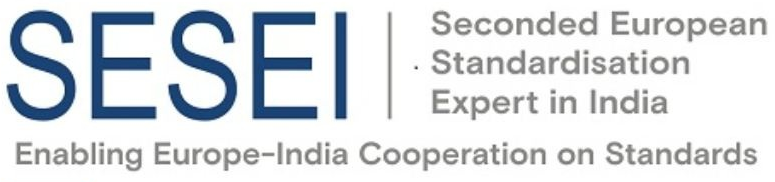 SESEI
Seconded European
Standardisation
Expert in India
Enabling Europe-India Cooperation on Standards